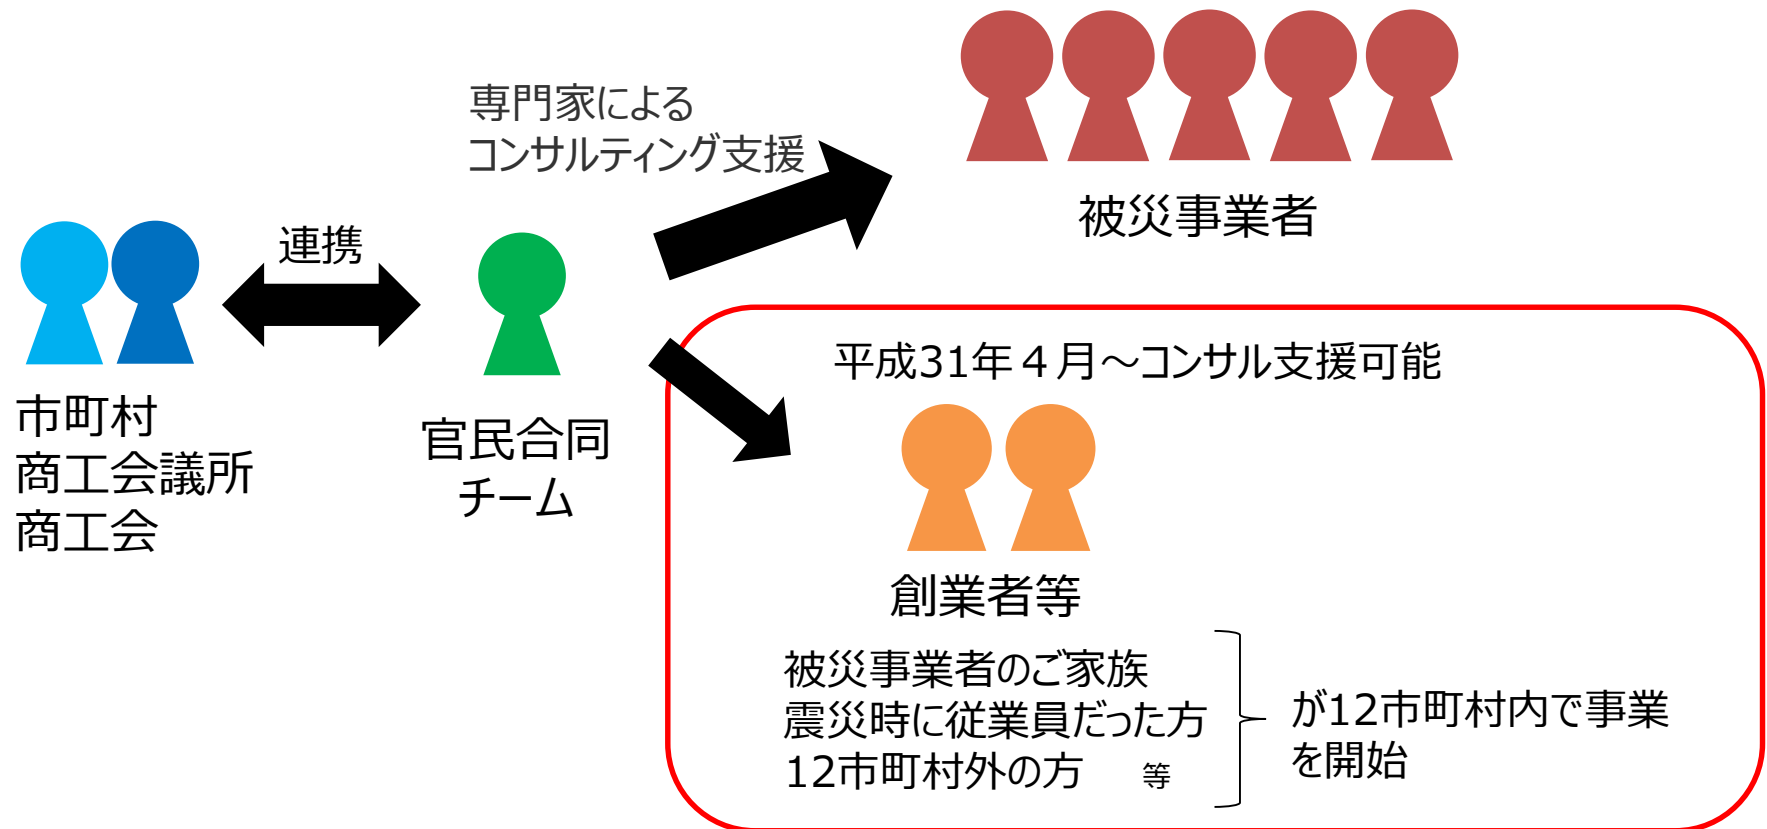 専門家による
コンサルティング支援
被災事業者
連携
市町村
商工会議所
商工会
官民合同
チーム
平成31年４月～コンサル支援可能
創業者等
被災事業者のご家族
震災時に従業員だった方
12市町村外の方　等
が12市町村内で事業
を開始